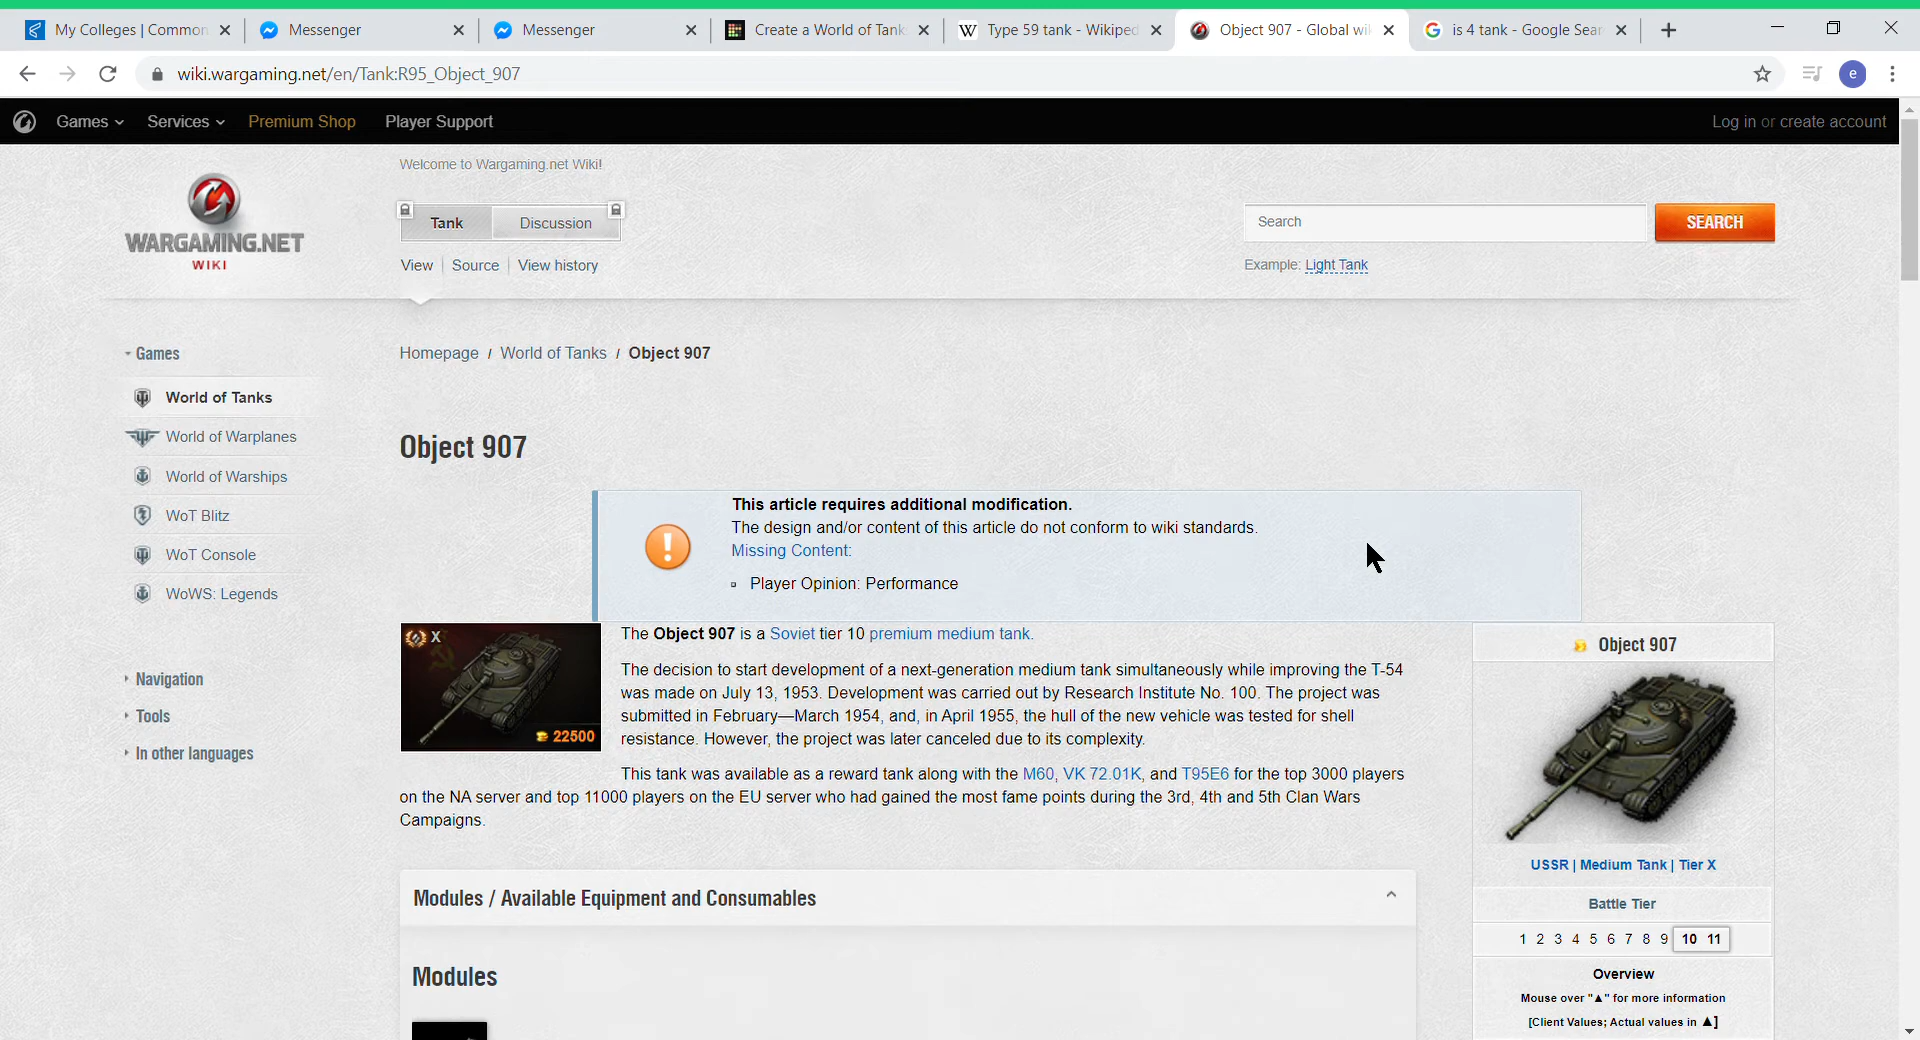 My Colleges | Common
Messenger
Messenger
Create a World of Tank
Type 59 tank - Wikiped
Object 907 - Global wik
is 4 tank - Google Sear
wiki.wargaming.net/en/Tank:R95_Object_907
e
Games
Services
Premium Shop
Player Support
Log in or create account
Welcome to Wargaming.net Wiki!
WARGAMING.NET
WIKI
Tank
Discussion
View
Source
View history
Search
SEARCH
Example: Light Tank
Games
World of Tanks
World of Warplanes
World of Warships
WoT Blitz
WoT Console
WoWS: Legends
Navigation
Tools
In other languages
Homepage / World of Tanks / Object 907
Object 907
This article requires additional modification.
The design and/or content of this article do not conform to wiki standards.
Missing Content:
Player Opinion: Performance
X
22500
The Object 907 is a Soviet tier 10 premium medium tank.
The decision to start development of a next-generation medium tank simultaneously while improving the T-54
was made on July 13, 1953. Development was carried out by Research Institute No. 100. The project was
submitted in February—March 1954, and, in April 1955, the hull of the new vehicle was tested for shell
resistance. However, the project was later canceled due to its complexity.
This tank was available as a reward tank along with the M60, VK 72.01K, and T95E6 for the top 3000 players
on the NA server and top 11000 players on the EU server who had gained the most fame points during the 3rd, 4th and 5th Clan Wars
Campaigns.
Modules / Available Equipment and Consumables
Modules
Object 907
USSR | Medium Tank | Tier X
Battle Tier
1 2 3 4 5 6 7 8 9 10 11
Overview
Mouse over "▲" for more information
[Client Values; Actual values in ▲]